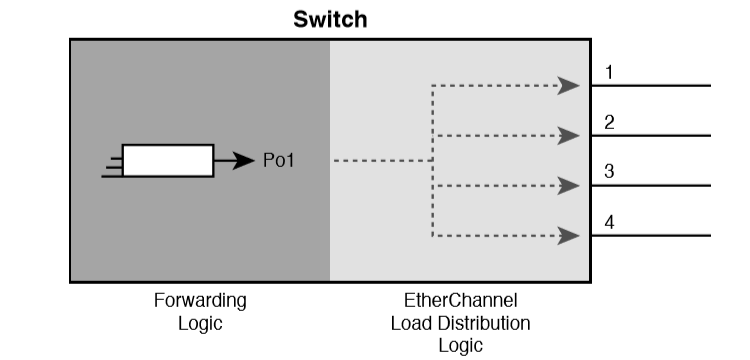 Switch
1
2
Po1
3
4
Forwarding
Logic
EtherChannel
Load Distribution
Logic